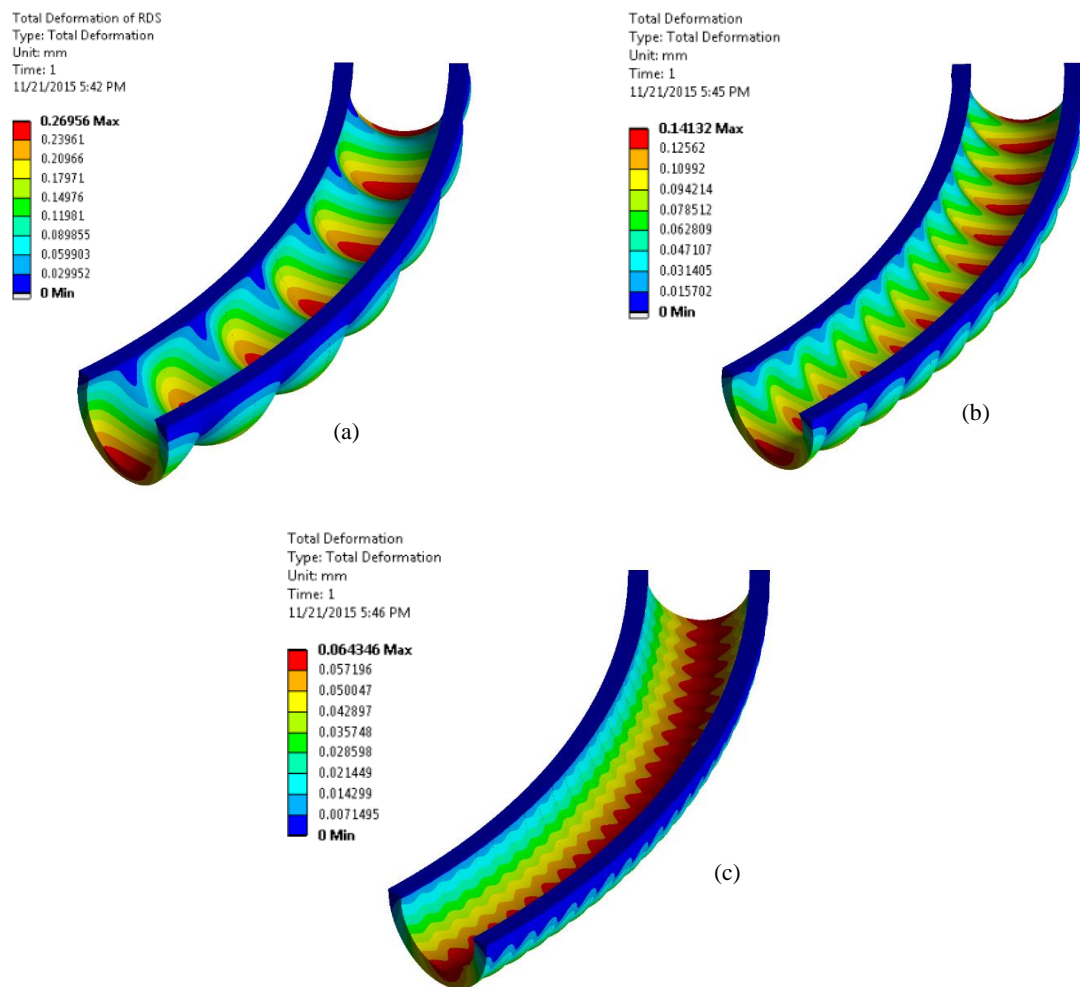 Total Deformation of RDS
Type: Total Deformation
Unit: mm
Time: 1
11/21/2015 5:42 PM
0.26956 Max
0.23961
0.20966
0.17971
0.14976
0.11981
0.089855
0.059903
0.029952
0 Min
(a)
Total Deformation
Type: Total Deformation
Unit: mm
Time: 1
11/21/2015 5:45 PM
0.14132 Max
0.12562
0.10992
0.094214
0.078512
0.062809
0.047107
0.031405
0.015702
0 Min
(b)
Total Deformation
Type: Total Deformation
Unit: mm
Time: 1
11/21/2015 5:46 PM
0.064346 Max
0.057196
0.050047
0.042897
0.035748
0.028598
0.021449
0.014299
0.0071495
0 Min
(c)